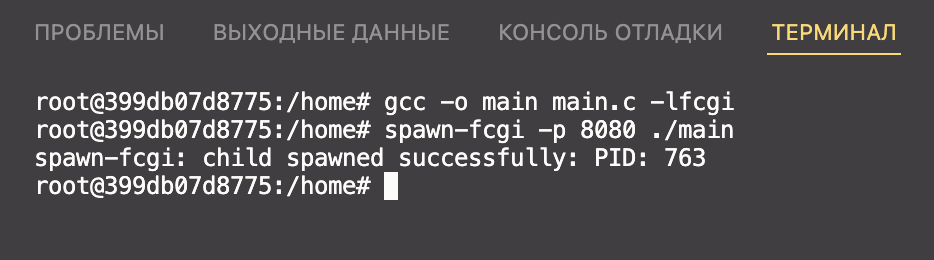 ПРОБЛЕМЫ ВЫХОДНЫЕ ДАННЫЕ КОНСОЛЬ ОТЛАДКИ ТЕРМИНАЛ
root@399db07d8775:/home# gcc -o main main.c -lfcgi
root@399db07d8775:/home# spawn-fcgi -p 8080 ./main
spawn-fcgi: child spawned successfully: PID: 763
root@399db07d8775:/home#